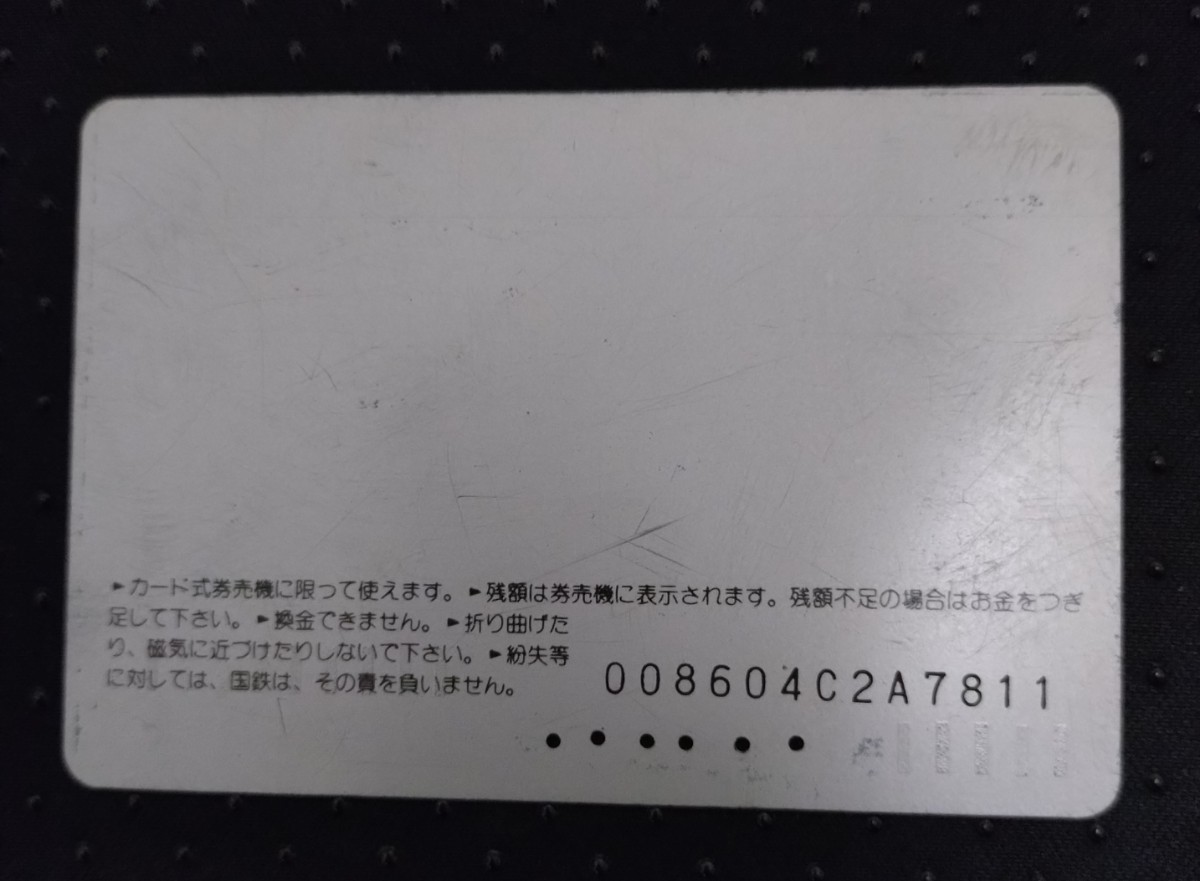 ►カード式券売機に限って使えます。►残額は券売機に表示されます。残額不足の場合はお金をつぎ
足して下さい。►換金できません。►折り曲げた
り、磁気に近づけたりしないで下さい。►紛失等
に対しては、国鉄は、その責を負いません。
008604C2A7811